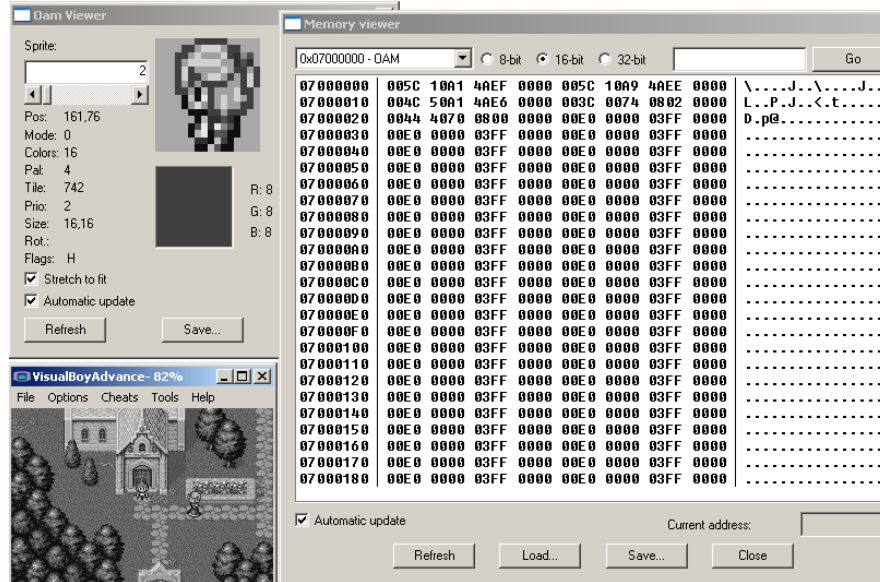 Oam Viewer
Sprite:
2
Pos: 161,76
Mode: 0
Colors: 16
Pal: 4
Tile: 742
Prio: 2
Size: 16,16
Rot.:
Flags: H
R: 8
G: 8
B: 8
Stretch to fit
Automatic update
Refresh Save...
VisualBoyAdvance- 82%
File Options Cheats Tools Help
Memory viewer
0x07000000 - OAM 8-bit 16-bit 32-bit Go
07000000 005C 10A1 4AEF 0000 005C 10A9 4AEE 0000 \.....J..\....J..
07000010 004C 50A1 4AE6 0000 003C 0074 0802 0000 L..P.J..<.t.....
07000020 0044 4070 0800 0000 00E0 0000 03FF 0000 D.p@............
07000030 00E0 0000 03FF 0000 00E0 0000 03FF 0000 ................
07000040 00E0 0000 03FF 0000 00E0 0000 03FF 0000 ................
07000050 00E0 0000 03FF 0000 00E0 0000 03FF 0000 ................
07000060 00E0 0000 03FF 0000 00E0 0000 03FF 0000 ................
07000070 00E0 0000 03FF 0000 00E0 0000 03FF 0000 ................
07000080 00E0 0000 03FF 0000 00E0 0000 03FF 0000 ................
07000090 00E0 0000 03FF 0000 00E0 0000 03FF 0000 ................
070000A0 00E0 0000 03FF 0000 00E0 0000 03FF 0000 ................
070000B0 00E0 0000 03FF 0000 00E0 0000 03FF 0000 ................
070000C0 00E0 0000 03FF 0000 00E0 0000 03FF 0000 ................
070000D0 00E0 0000 03FF 0000 00E0 0000 03FF 0000 ................
070000E0 00E0 0000 03FF 0000 00E0 0000 03FF 0000 ................
070000F0 00E0 0000 03FF 0000 00E0 0000 03FF 0000 ................
07000100 00E0 0000 03FF 0000 00E0 0000 03FF 0000 ................
07000110 00E0 0000 03FF 0000 00E0 0000 03FF 0000 ................
07000120 00E0 0000 03FF 0000 00E0 0000 03FF 0000 ................
07000130 00E0 0000 03FF 0000 00E0 0000 03FF 0000 ................
07000140 00E0 0000 03FF 0000 00E0 0000 03FF 0000 ................
07000150 00E0 0000 03FF 0000 00E0 0000 03FF 0000 ................
07000160 00E0 0000 03FF 0000 00E0 0000 03FF 0000 ................
07000170 00E0 0000 03FF 0000 00E0 0000 03FF 0000 ................
07000180 00E0 0000 03FF 0000 00E0 0000 03FF 0000 ................
Automatic update Current address:
Refresh Load... Save... Close